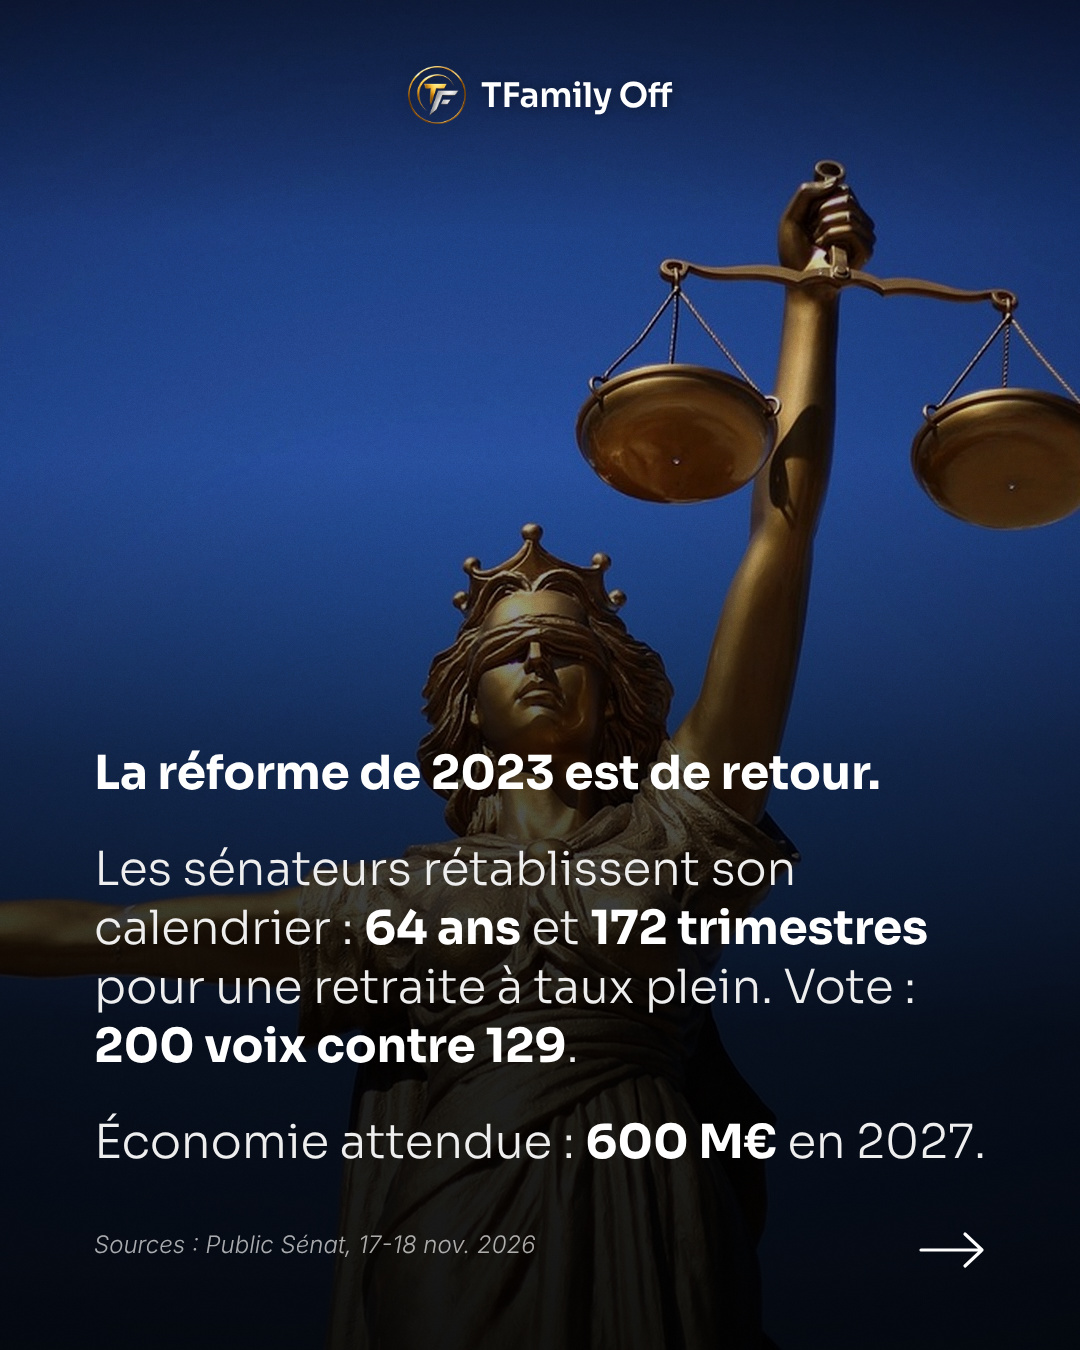 TFamily Off
La réforme de 2023 est de retour.
Les sénateurs rétablissent son
calendrier : 64 ans et 172 trimestres
pour une retraite à taux plein. Vote :
200 voix contre 129.
Économie attendue : 600 M€ en 2027.
Sources : Public Sénat, 17-18 nov. 2026